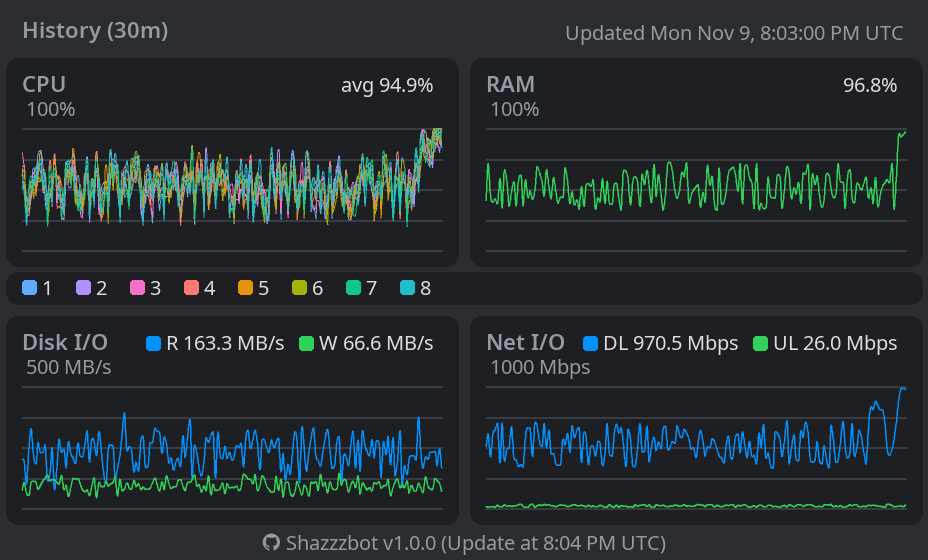 History (30m)
Updated Mon Nov 9, 8:03:00 PM UTC
CPU avg 94.9%
100%
RAM 96.8%
100%
1 2 3 4 5 6 7 8
Disk I/O R 163.3 MB/s W 66.6 MB/s
500 MB/s
Net I/O DL 970.5 Mbps UL 26.0 Mbps
1000 Mbps
Shazzzbot v1.0.0 (Update at 8:04 PM UTC)